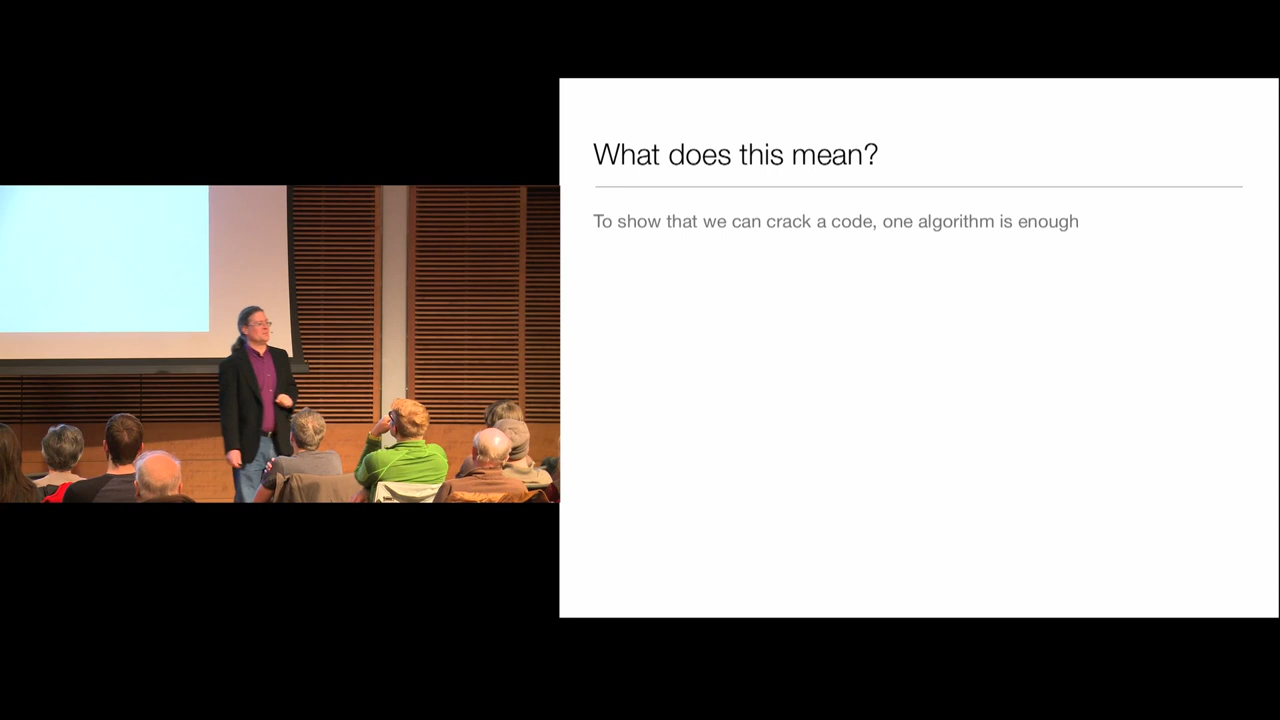 What does this mean?
To show that we can crack a code, one algorithm is enough